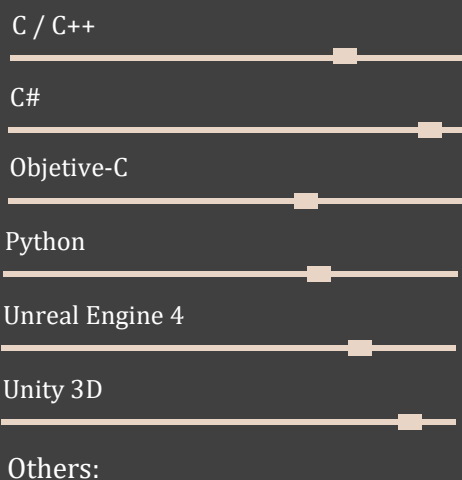 C / C++
C#
Objetive-C
Python
Unreal Engine 4
Unity 3D
Others: